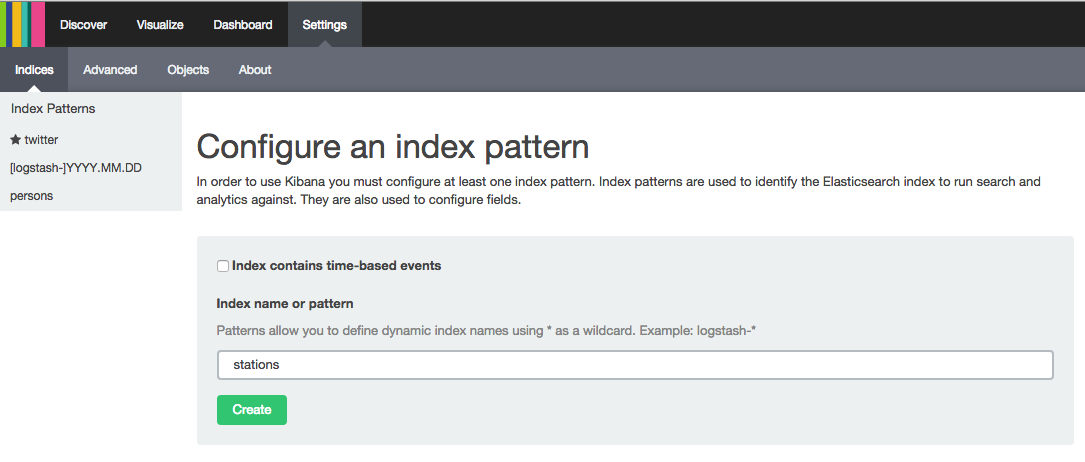 Discover Visualize Dashboard Settings
Indices Advanced Objects About
Index Patterns
twitter
[logstash-]YYYY.MM.DD
persons
Configure an index pattern
In order to use Kibana you must configure at least one index pattern. Index patterns are used to identify the Elasticsearch index to run search and
analytics against. They are also used to configure fields.
Index contains time-based events
Index name or pattern
Patterns allow you to define dynamic index names using * as a wildcard. Example: logstash-*
stations
Create